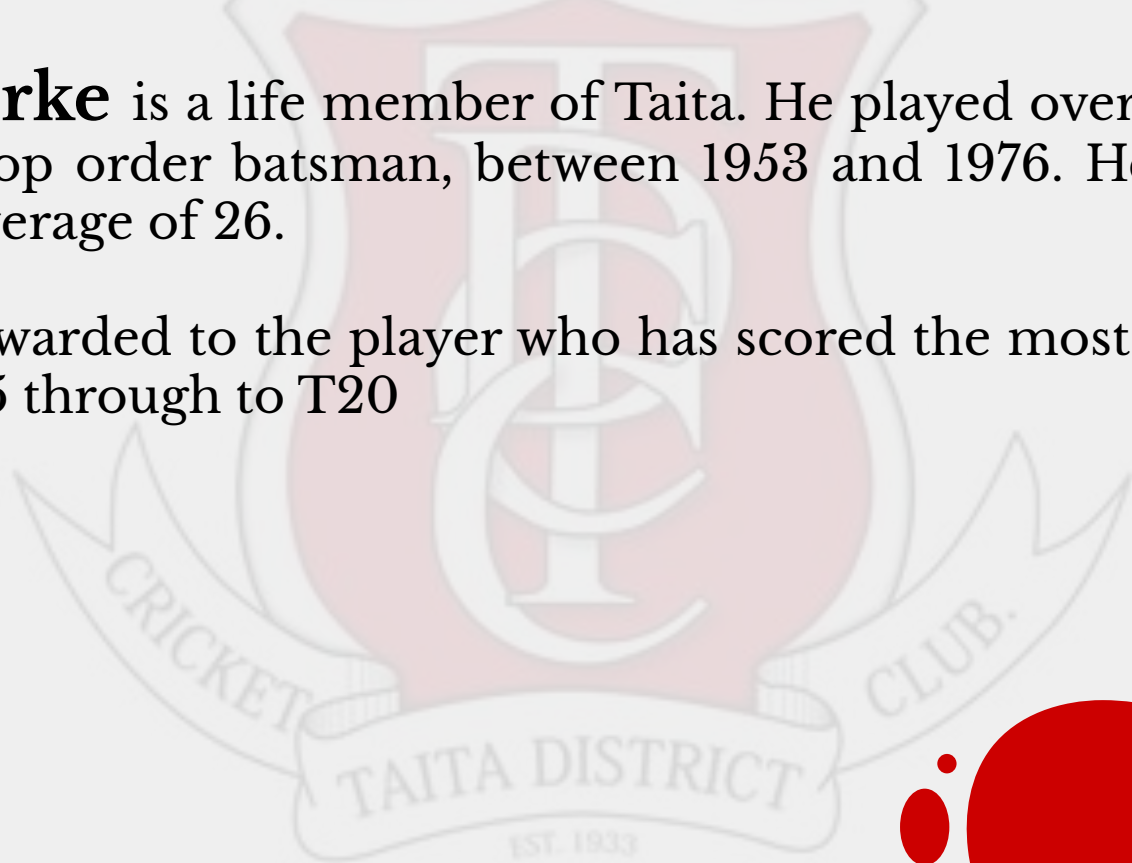 rke is a life member of Taita. He played over
op order batsman, between 1953 and 1976. He
verage of 26.
warded to the player who has scored the most
5 through to T20
CRICKET
CLUB.
TAITA DISTRICT
EST. 1933